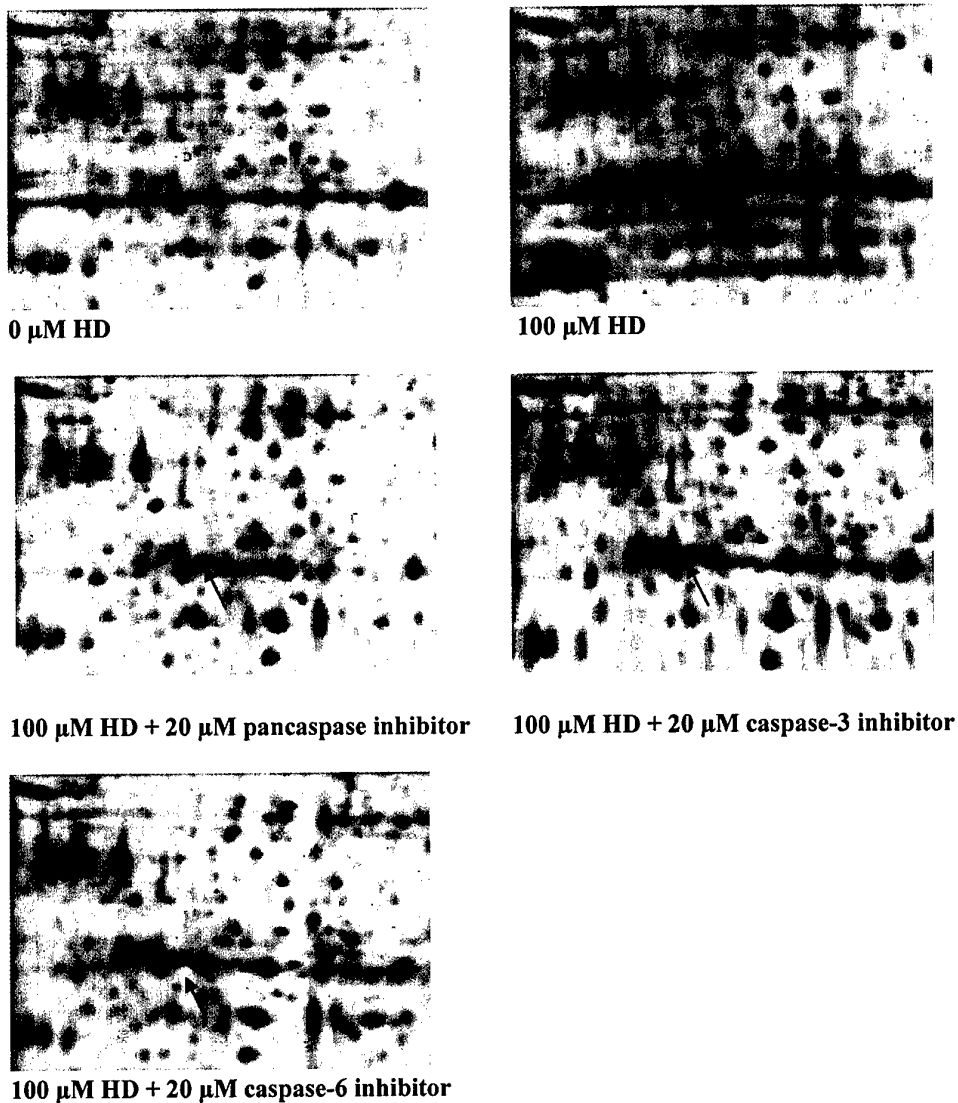 0 μM HD
100 μM HD
100 μM HD + 20 μM pancaspase inhibitor
100 μM HD + 20 μM caspase-3 inhibitor
100 μM HD + 20 μM caspase-6 inhibitor